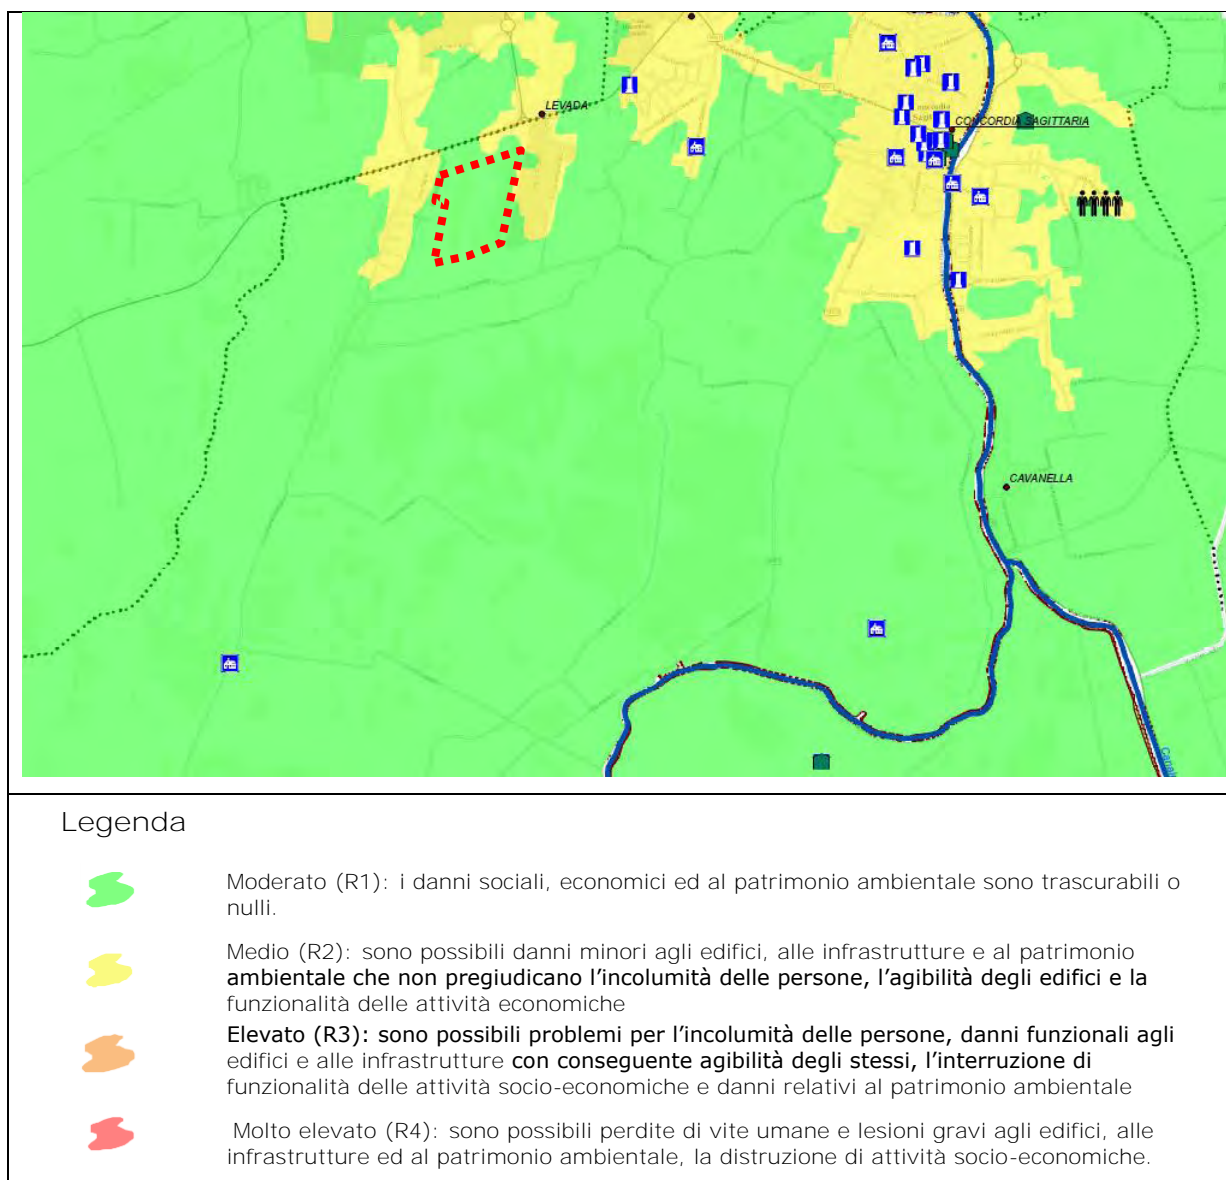 LEVADA
CONCORDIA SAGITTARIA
CAVANELLA
Legenda
Moderato (R1): i danni sociali, economici ed al patrimonio ambientale sono trascurabili o
nulli.
Medio (R2): sono possibili danni minori agli edifici, alle infrastrutture e al patrimonio
ambientale che non pregiudicano l'incolumità delle persone, l'agibilità degli edifici e la
funzionalità delle attività economiche
Elevato (R3): sono possibili problemi per l'incolumità delle persone, danni funzionali agli
edifici e alle infrastrutture con conseguente agibilità degli stessi, l'interruzione di
funzionalità delle attività socio-economiche e danni relativi al patrimonio ambientale
Molto elevato (R4): sono possibili perdite di vite umane e lesioni gravi agli edifici, alle
infrastrutture ed al patrimonio ambientale, la distruzione di attività socio-economiche.